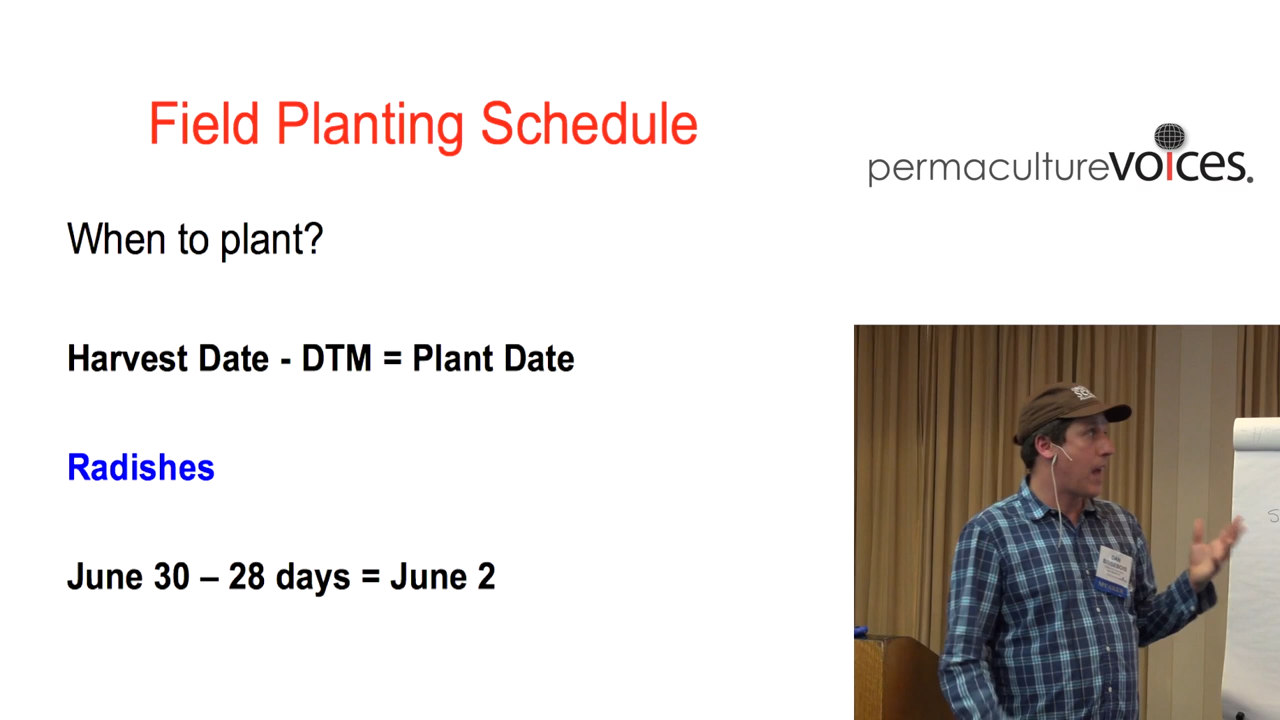 Field Planting Schedule
permaculturevoices.
When to plant?
Harvest Date - DTM = Plant Date
Radishes
June 30 – 28 days = June 2